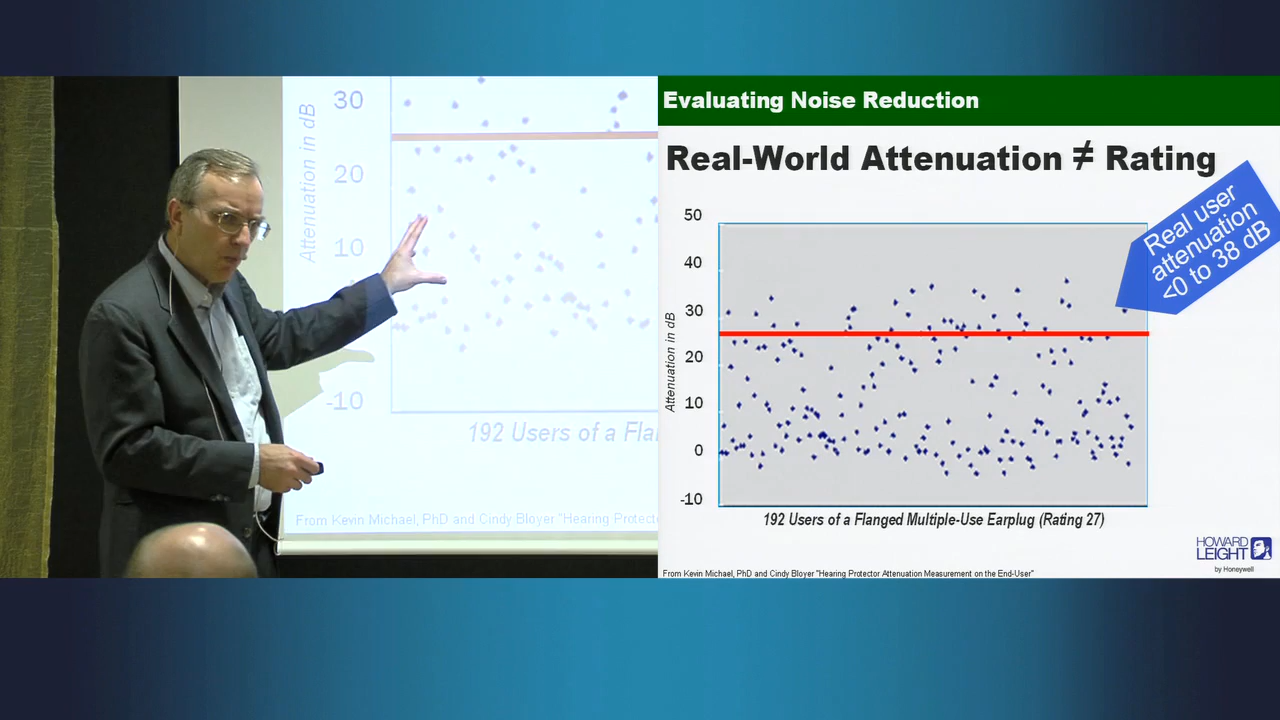 30
20
10
-10
Attenuation in dB
192 Users of a Fla
From Kevin Michael, PhD and Cindy Bloyer "Hearing Protecto
Evaluating Noise Reduction
Real-World Attenuation ≠ Rating
Real user
attenuation
<0 to 38 dB
50
40
30
20
10
0
-10
Attenuation in dB
192 Users of a Flanged Multiple-Use Earplug (Rating 27)
HOWARD
LEIGHT
by Honeywell
From Kevin Michael, PhD and Cindy Bloyer "Hearing Protector Attenuation Measurement on the End-User"